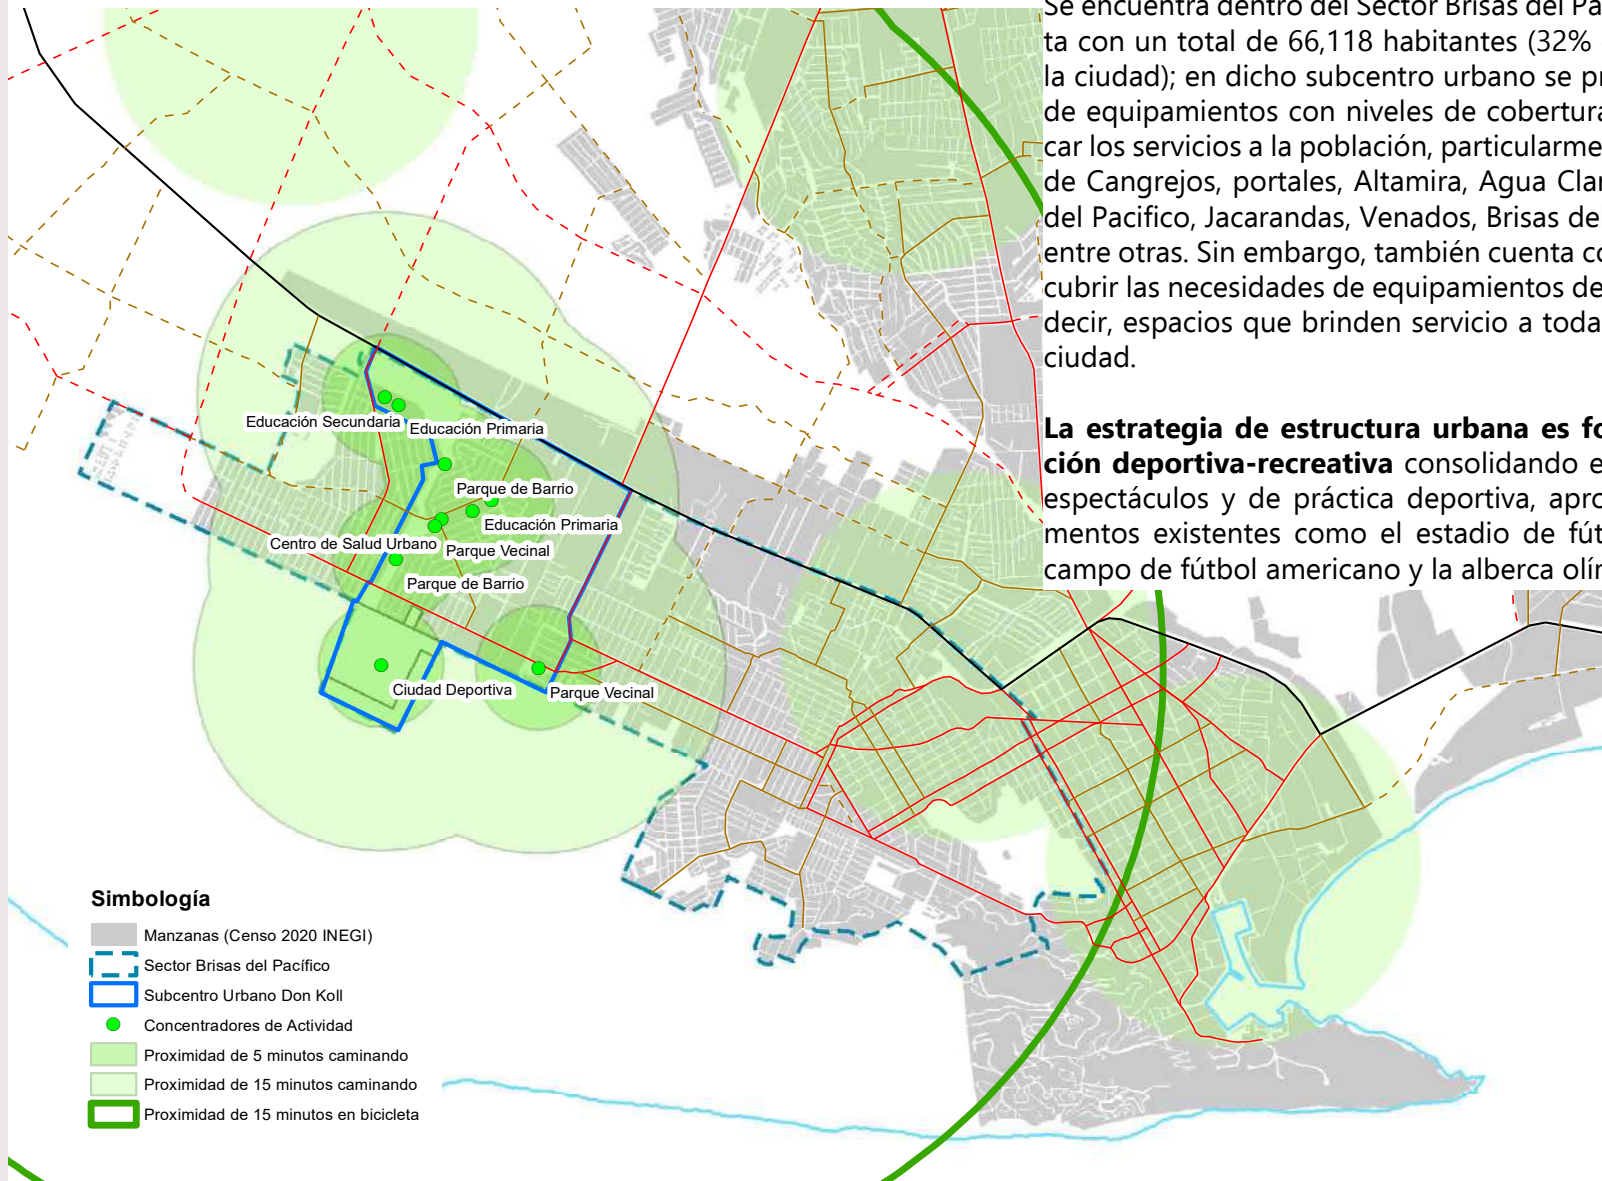 Se encuentra dentro del Sector Brisas del Pa
ta con un total de 66,118 habitantes (32%
la ciudad); en dicho subcentro urbano se pr
de equipamientos con niveles de cobertura
car los servicios a la población, particularme
de Cangrejos, portales, Altamira, Agua Clar
del Pacifico, Jacarandas, Venados, Brisas de
entre otras. Sin embargo, también cuenta co
cubrir las necesidades de equipamientos de
decir, espacios que brinden servicio a toda
ciudad.
La estrategia de estructura urbana es fo
ción deportiva-recreativa consolidando e
espectáculos y de práctica deportiva, apro
mentos existentes como el estadio de fút
campo de fútbol americano y la alberca olí
Educación Secundaria
Educación Primaria
Parque de Barrio
Educación Primaria
Centro de Salud Urbano
Parque Vecinal
Parque de Barrio
Ciudad Deportiva
Parque Vecinal
Simbología
Manzanas (Censo 2020 INEGI)
Sector Brisas del Pacífico
Subcentro Urbano Don Koll
Concentradores de Actividad
Proximidad de 5 minutos caminando
Proximidad de 15 minutos caminando
Proximidad de 15 minutos en bicicleta